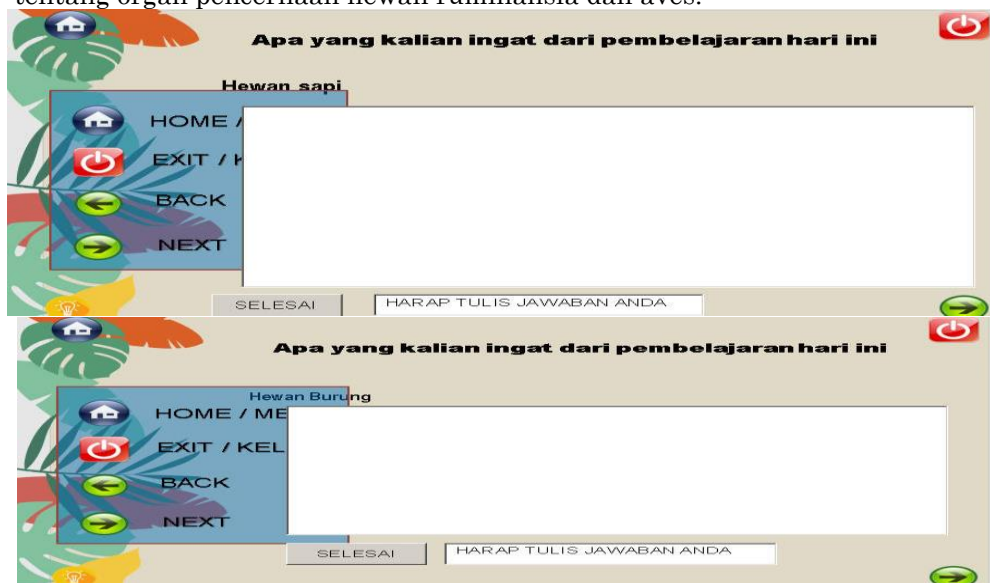 tentang organ pencernaan hewan ruminansia dan aves.
Apa yang kalian ingat dari pembelajaran hari ini
Hewan sapi
HOME /
EXIT / K
BACK
NEXT
SELESAI
HARAP TULIS JAWABAN ANDA
Apa yang kalian ingat dari pembelajaran hari ini
Hewan Burung
HOME / ME
EXIT / KEL
BACK
NEXT
SELESAI
HARAP TULIS JAWABAN ANDA